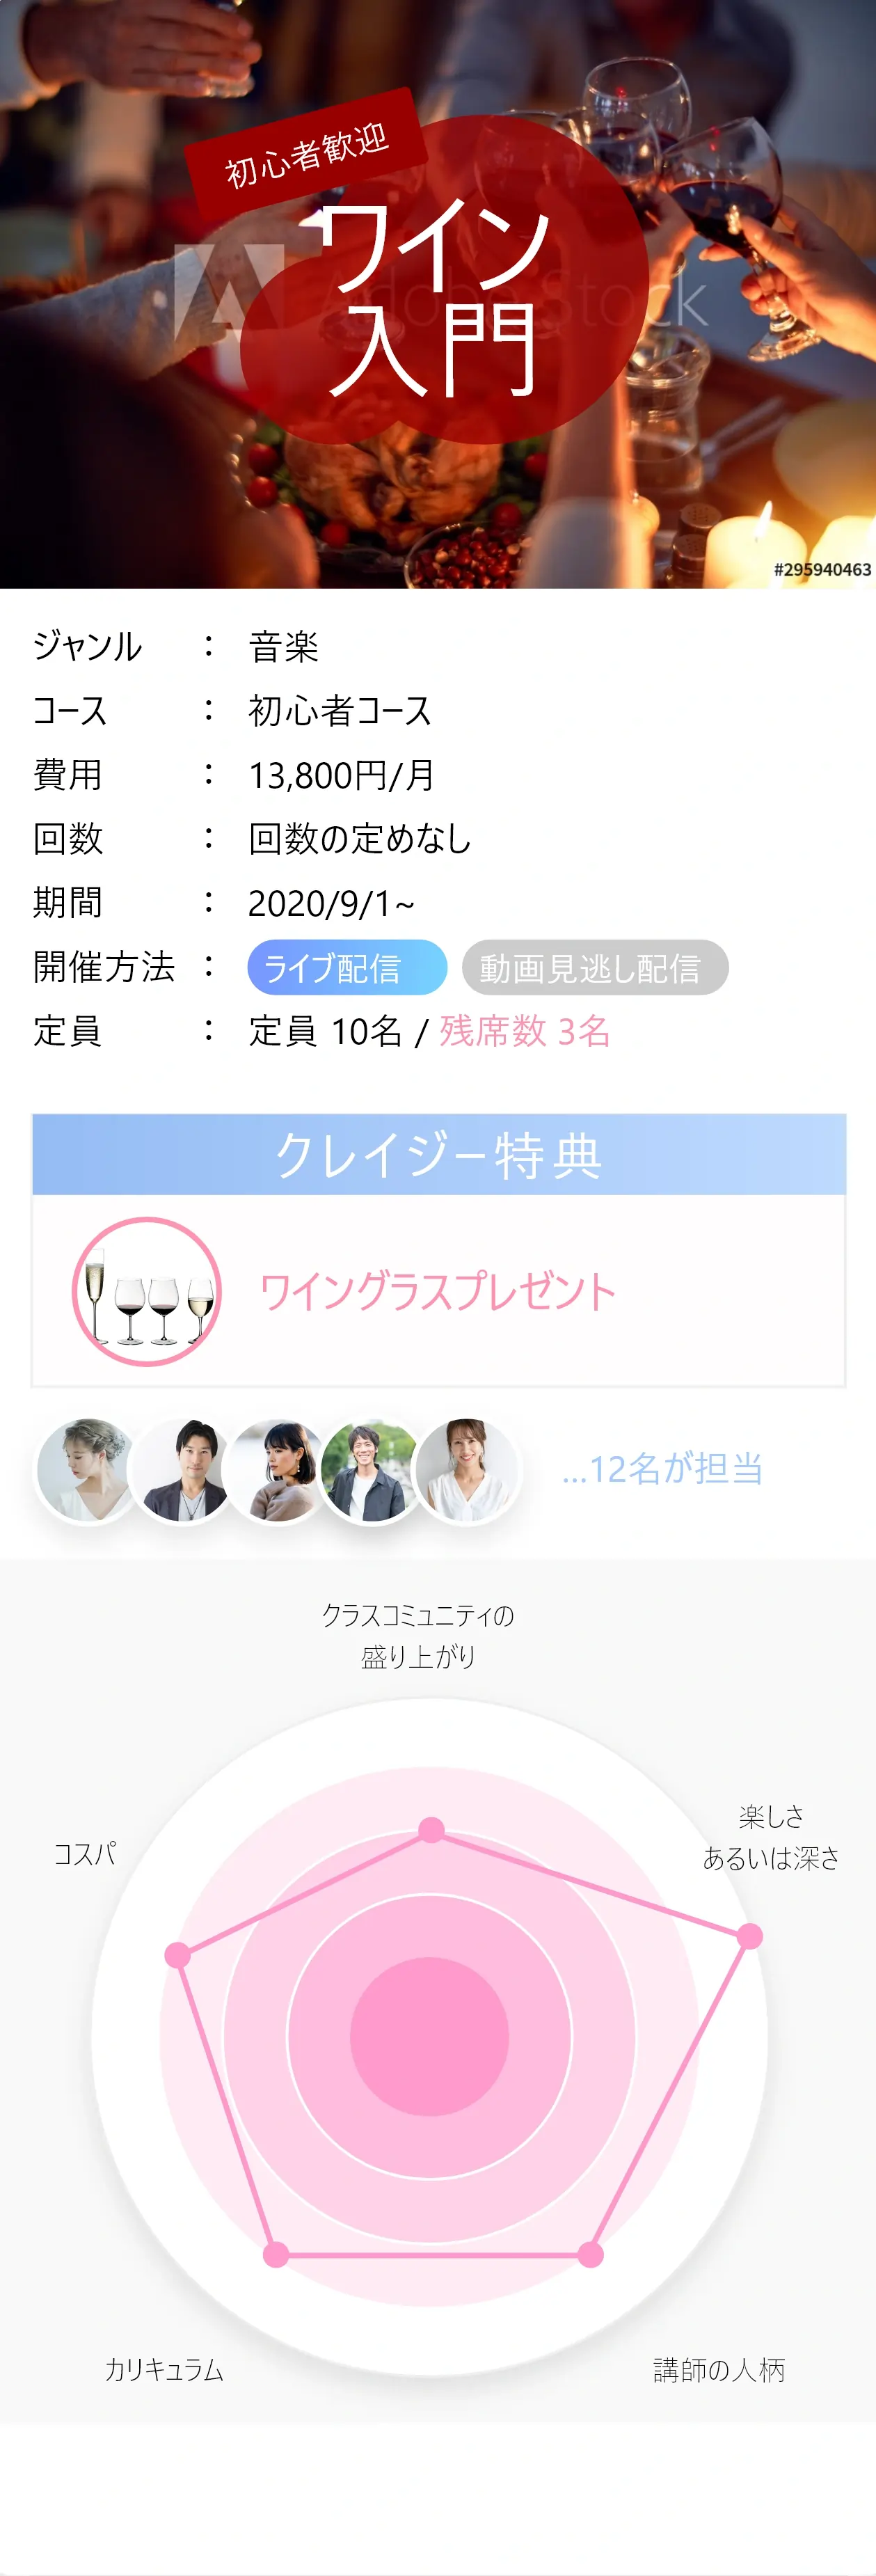 初心者歓迎
ワイン
入門
Adobe Stock
#295940463
ジャンル : 音楽
コース : 初心者コース
費用 : 13,800円/月
回数 : 回数の定めなし
期間 : 2020/9/1~
開催方法 : ライブ配信 動画見逃し配信
定員 : 定員 10名 / 残席数 3名
クレイジー特典
ワイングラスプレゼント
...12名が担当
クラスコミュニティの
盛り上がり
楽しさ
あるいは深さ
コスパ
カリキュラム
講師の人柄